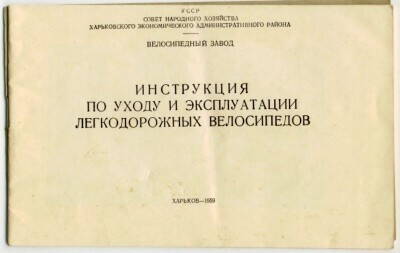 УССР
СОВЕТ НАРОДНОГО ХОЗЯЙСТВА
ХАРЬКОВСКОГО ЭКОНОМИЧЕСКОГО АДМИНИСТРАТИВНОГО РАЙОНА
ВЕЛОСИПЕДНЫЙ ЗАВОД
ИНСТРУКЦИЯ
ПО УХОДУ И ЭКСПЛУАТАЦИИ
ЛЕГКОДОРОЖНЫХ ВЕЛОСИПЕДОВ
ХАРЬКОВ—1959